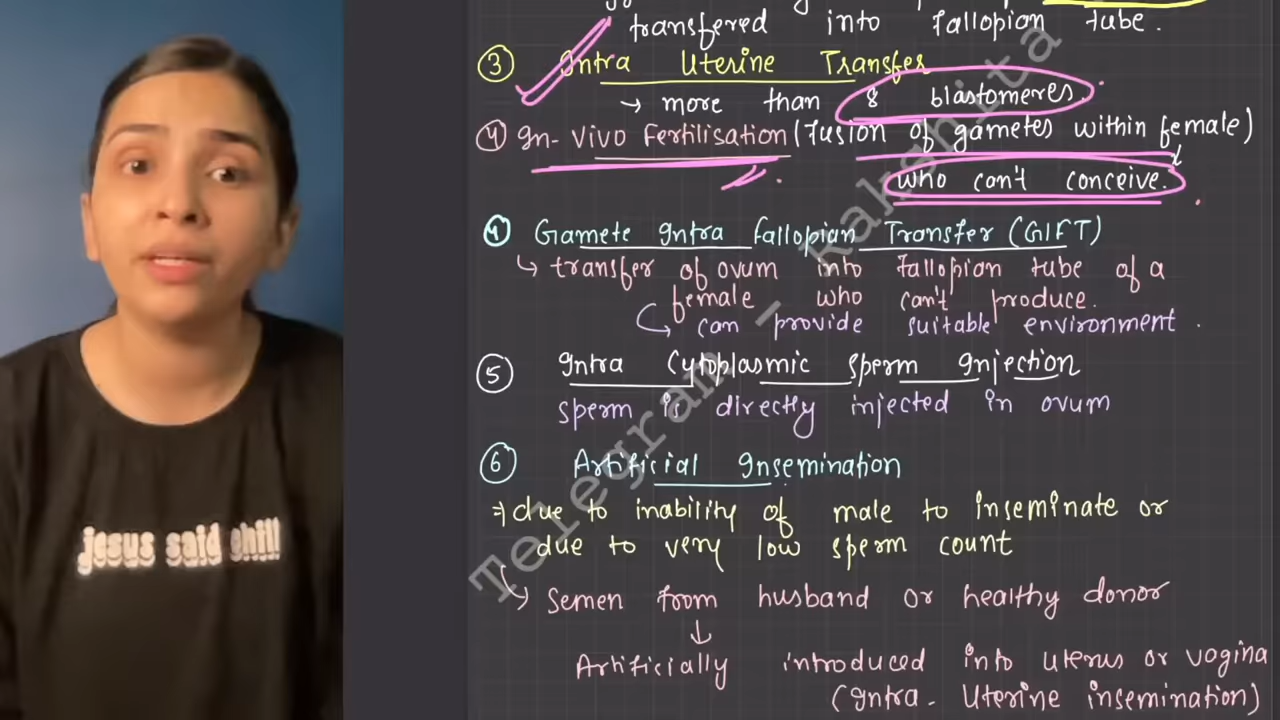 transferred into fallopian tube.
③ Intra Uterine Transfer
→ more than 8 blastomeres.
④ In-Vivo Fertilisation (fusion of gametes within female)
who can't conceive.
④ Gamete Intra fallopian Transfer (GIFT)
↳ transfer of ovum into fallopian tube of a
female who can't produce.
↳ can provide suitable environment.
⑤ Intra Cytoplasmic sperm Injection
sperm is directly injected in ovum
⑥ Artificial Insemination
⇒ due to inability of male to inseminate or
due to very low sperm count
↳ semen from husband or healthy donor
↓
Artificially introduced into uterus or vagina
(Intra-Uterine insemination)
Telegram - Rakshita
jesus said chill